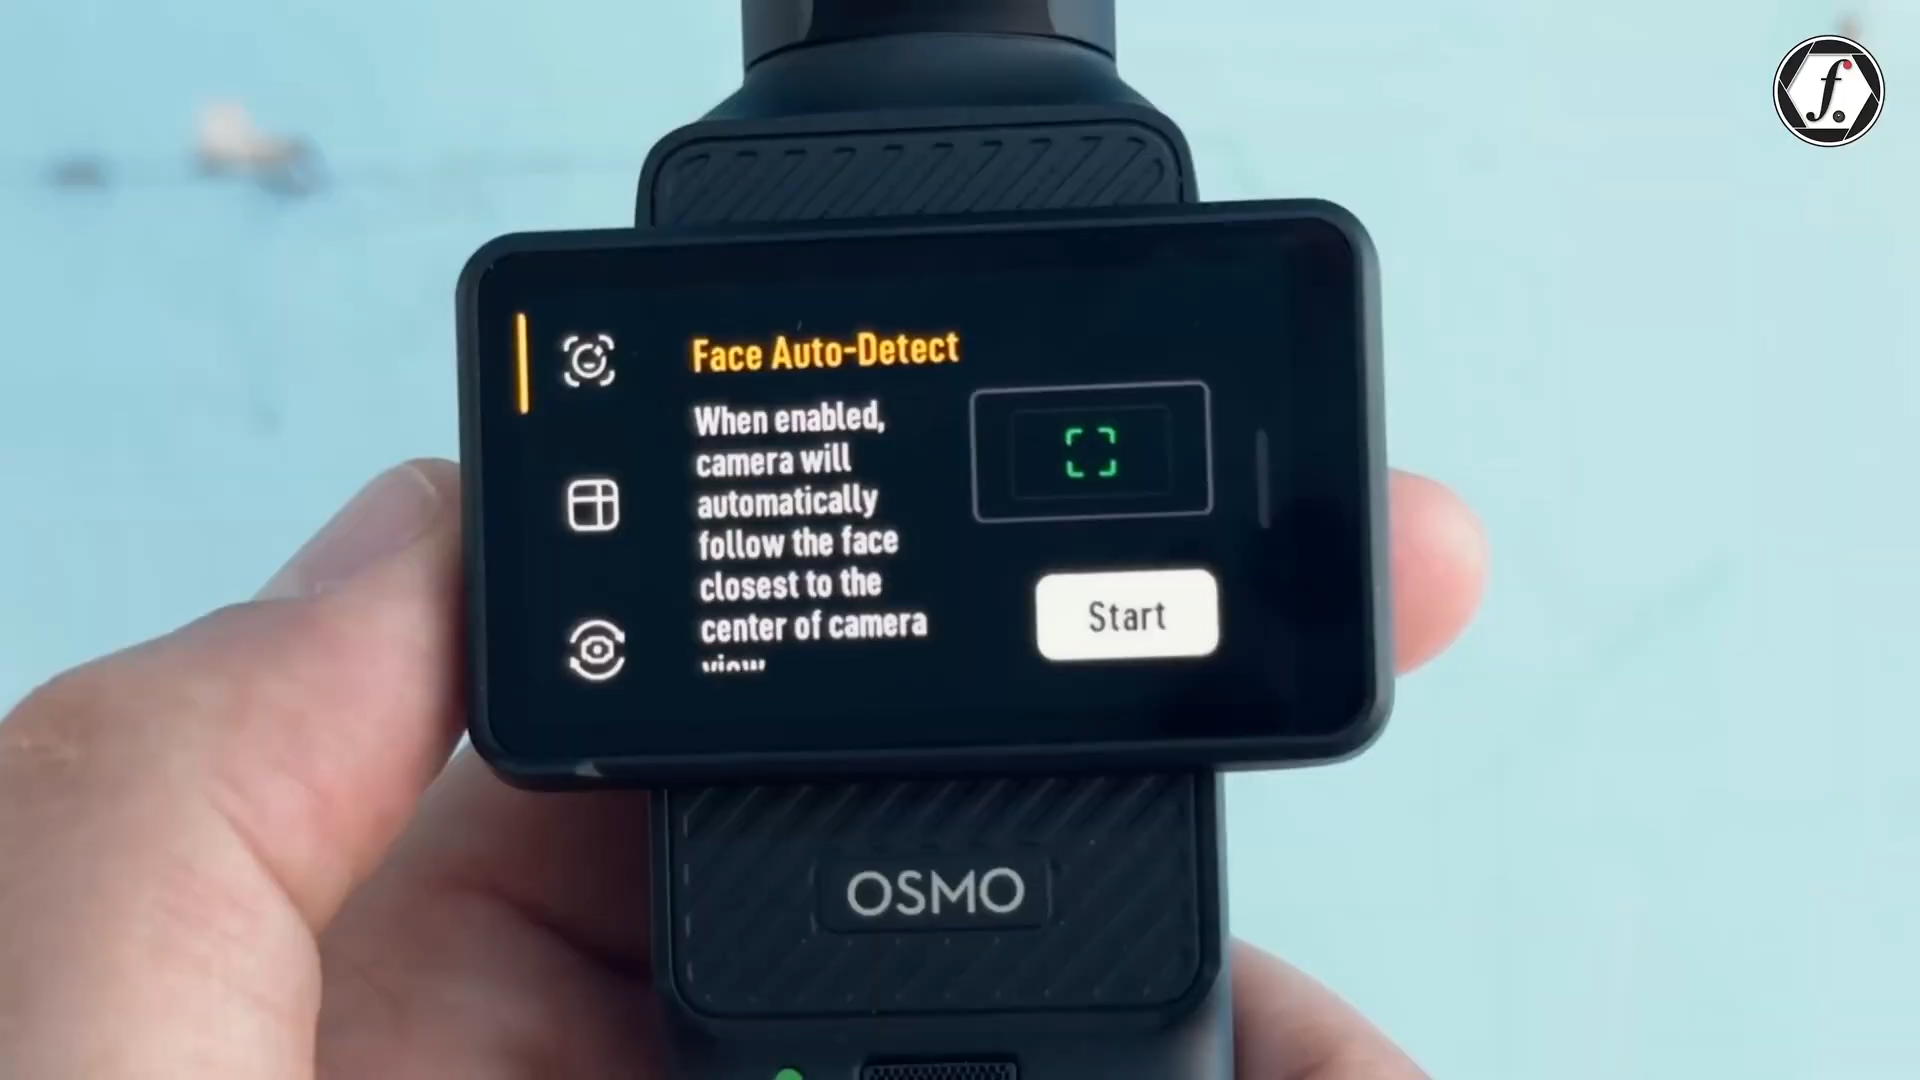 Face Auto-Detect
When enabled,
camera will
automatically
follow the face
closest to the
center of camera
view.
Start
OSMO
f.